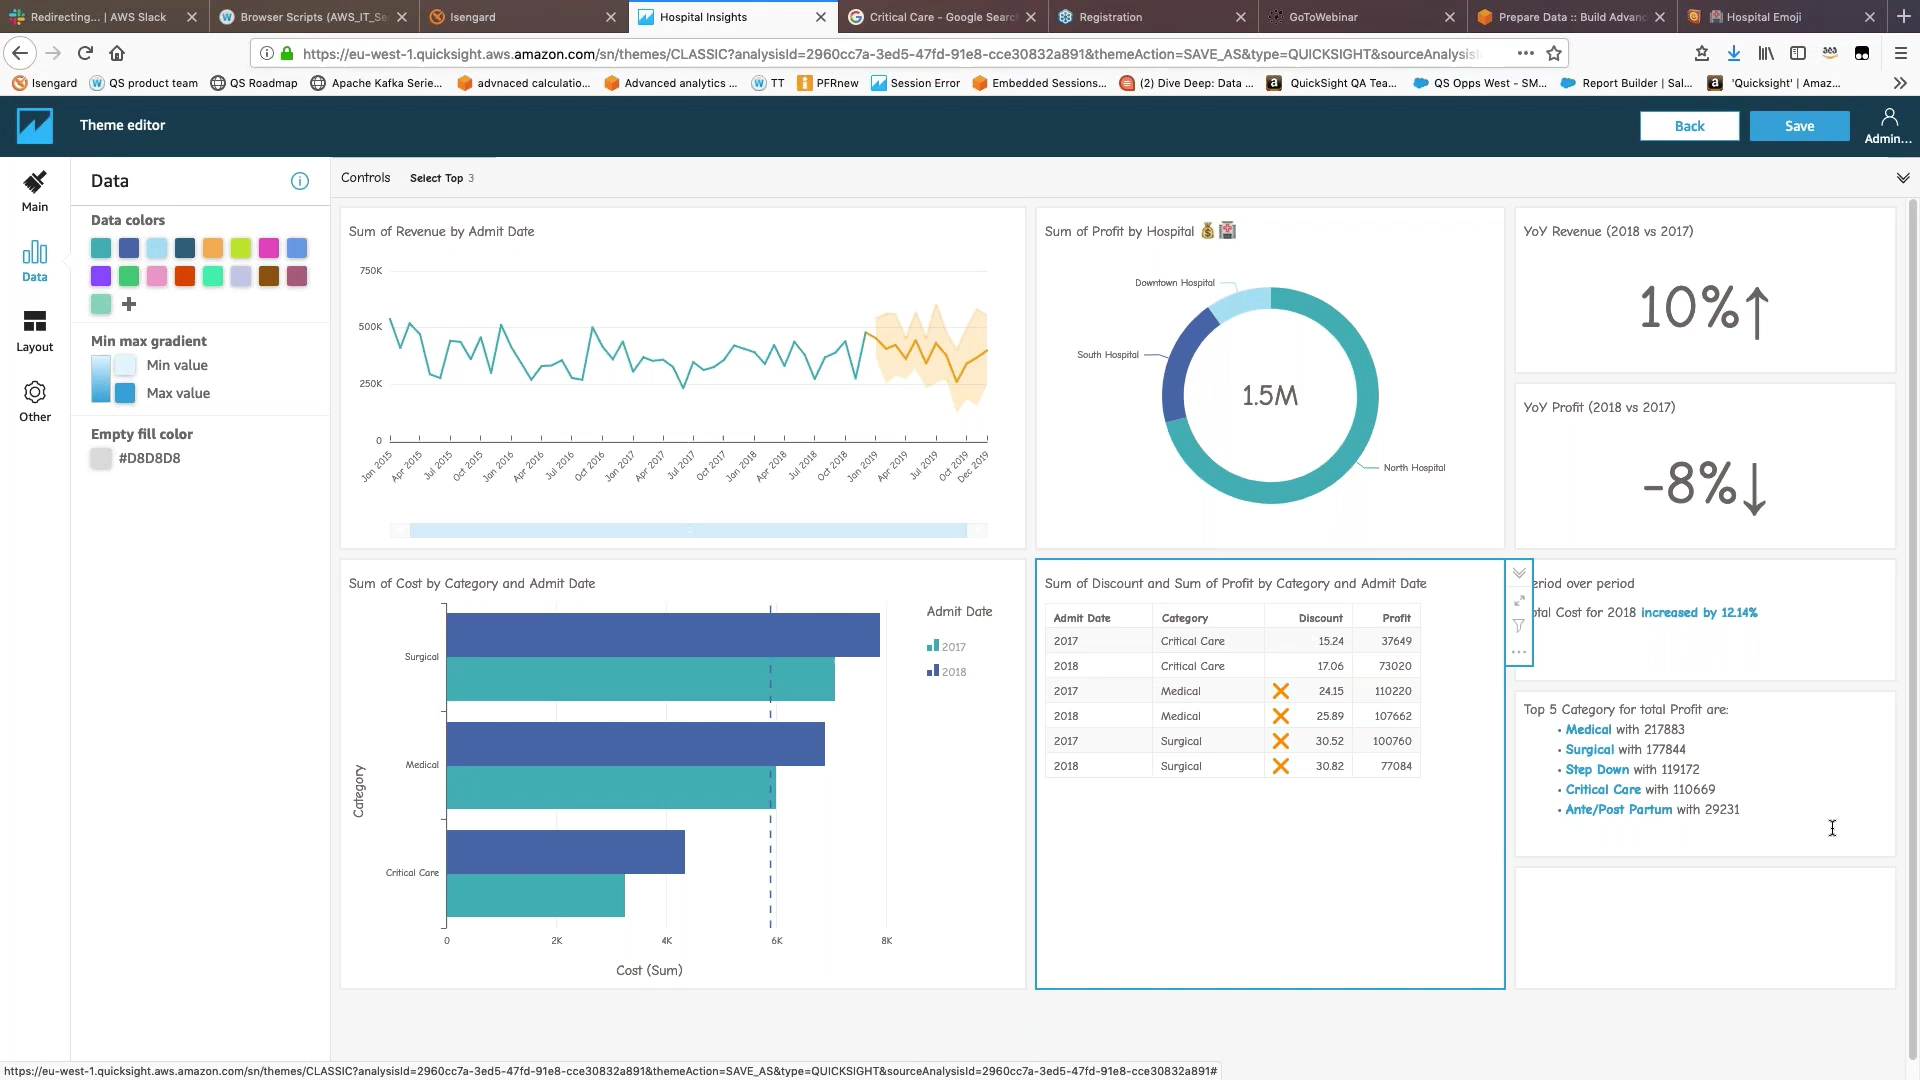 Redirecting... | AWS Slack
Browser Scripts (AWS_IT_Se
Isengard
Hospital Insights
Critical Care - Google Search
Registration
GoToWebinar
Prepare Data :: Build Advanc
🏥 Hospital Emoji
https://eu-west-1.quicksight.aws.amazon.com/sn/themes/CLASSIC?analysisId=2960cc7a-3ed5-47fd-91e8-cce30832a891&themeAction=SAVE_AS&type=QUICKSIGHT&sourceAnalysisI
Isengard
QS product team
QS Roadmap
Apache Kafka Serie...
advnaced calculatio...
Advanced analytics ...
TT
PFRnew
Session Error
Embedded Sessions...
(2) Dive Deep: Data ...
QuickSight QA Tea...
QS Opps West - SM...
Report Builder | Sal...
'Quicksight' | Amaz...
Theme editor
Back
Save
Admin...
Main
Data
Layout
Other
Data
Data colors
Min max gradient
Min value
Max value
Empty fill color
#D8D8D8
Controls
Select Top 3
Sum of Revenue by Admit Date
750K
500K
250K
0
Jan 2015
Apr 2015
Jul 2015
Oct 2015
Jan 2016
Apr 2016
Jul 2016
Oct 2016
Jan 2017
Apr 2017
Jul 2017
Oct 2017
Jan 2018
Apr 2018
Jul 2018
Oct 2018
Jan 2019
Apr 2019
Jul 2019
Oct 2019
Dec 2019
Sum of Profit by Hospital 💰🏥
Downtown Hospital
South Hospital
1.5M
North Hospital
YoY Revenue (2018 vs 2017)
10%↑
YoY Profit (2018 vs 2017)
-8%↓
Sum of Cost by Category and Admit Date
Admit Date
2017
2018
Category
Surgical
Medical
Critical Care
0
2K
4K
6K
8K
Cost (Sum)
Sum of Discount and Sum of Profit by Category and Admit Date
Admit Date Category Discount Profit
2017 Critical Care 15.24 37649
2018 Critical Care 17.06 73020
2017 Medical ❌ 24.15 110220
2018 Medical ❌ 25.89 107662
2017 Surgical ❌ 30.52 100760
2018 Surgical ❌ 30.82 77084
eriod over period
otal Cost for 2018 increased by 12.14%
Top 5 Category for total Profit are:
• Medical with 217883
• Surgical with 177844
• Step Down with 119172
• Critical Care with 110669
• Ante/Post Partum with 29231
https://eu-west-1.quicksight.aws.amazon.com/sn/themes/CLASSIC?analysisId=2960cc7a-3ed5-47fd-91e8-cce30832a891&themeAction=SAVE_AS&type=QUICKSIGHT&sourceAnalysisId=2960cc7a-3ed5-47fd-91e8-cce30832a891#